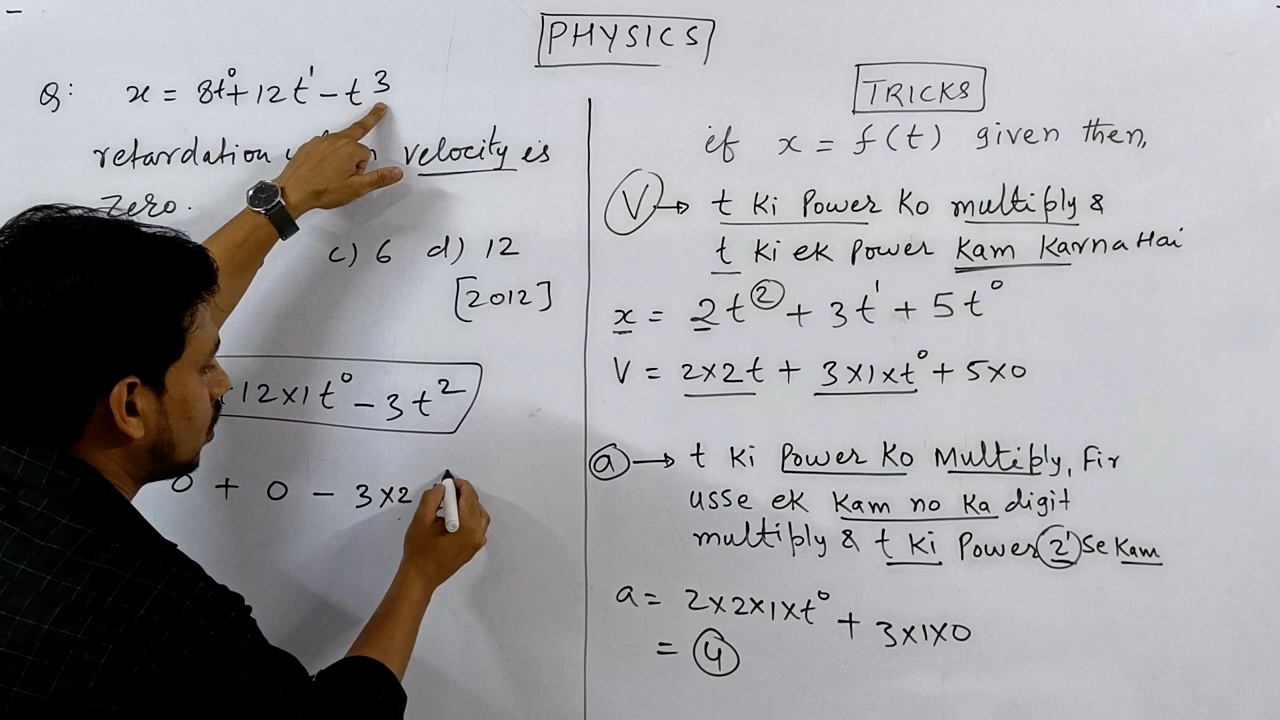 PHYSICS
Q: x = 8t⁰ + 12t¹ - t³
retardation velocity is
zero.
c) 6 d) 12
[2012]
12×1t⁰ - 3t²
0 + 0 - 3×2
TRICKS
if x = f(t) given then,
V → t Ki Power Ko multiply &
t ki ek power Kam Karna Hai
x = 2t² + 3t¹ + 5t⁰
V = 2×2t + 3×1×t⁰ + 5×0
a → t Ki Power Ko Multiply, Fir
usse ek Kam no Ka digit
multiply & t Ki Power 2 Se Kam
a = 2×2×1×t⁰ + 3×1×0
= 4